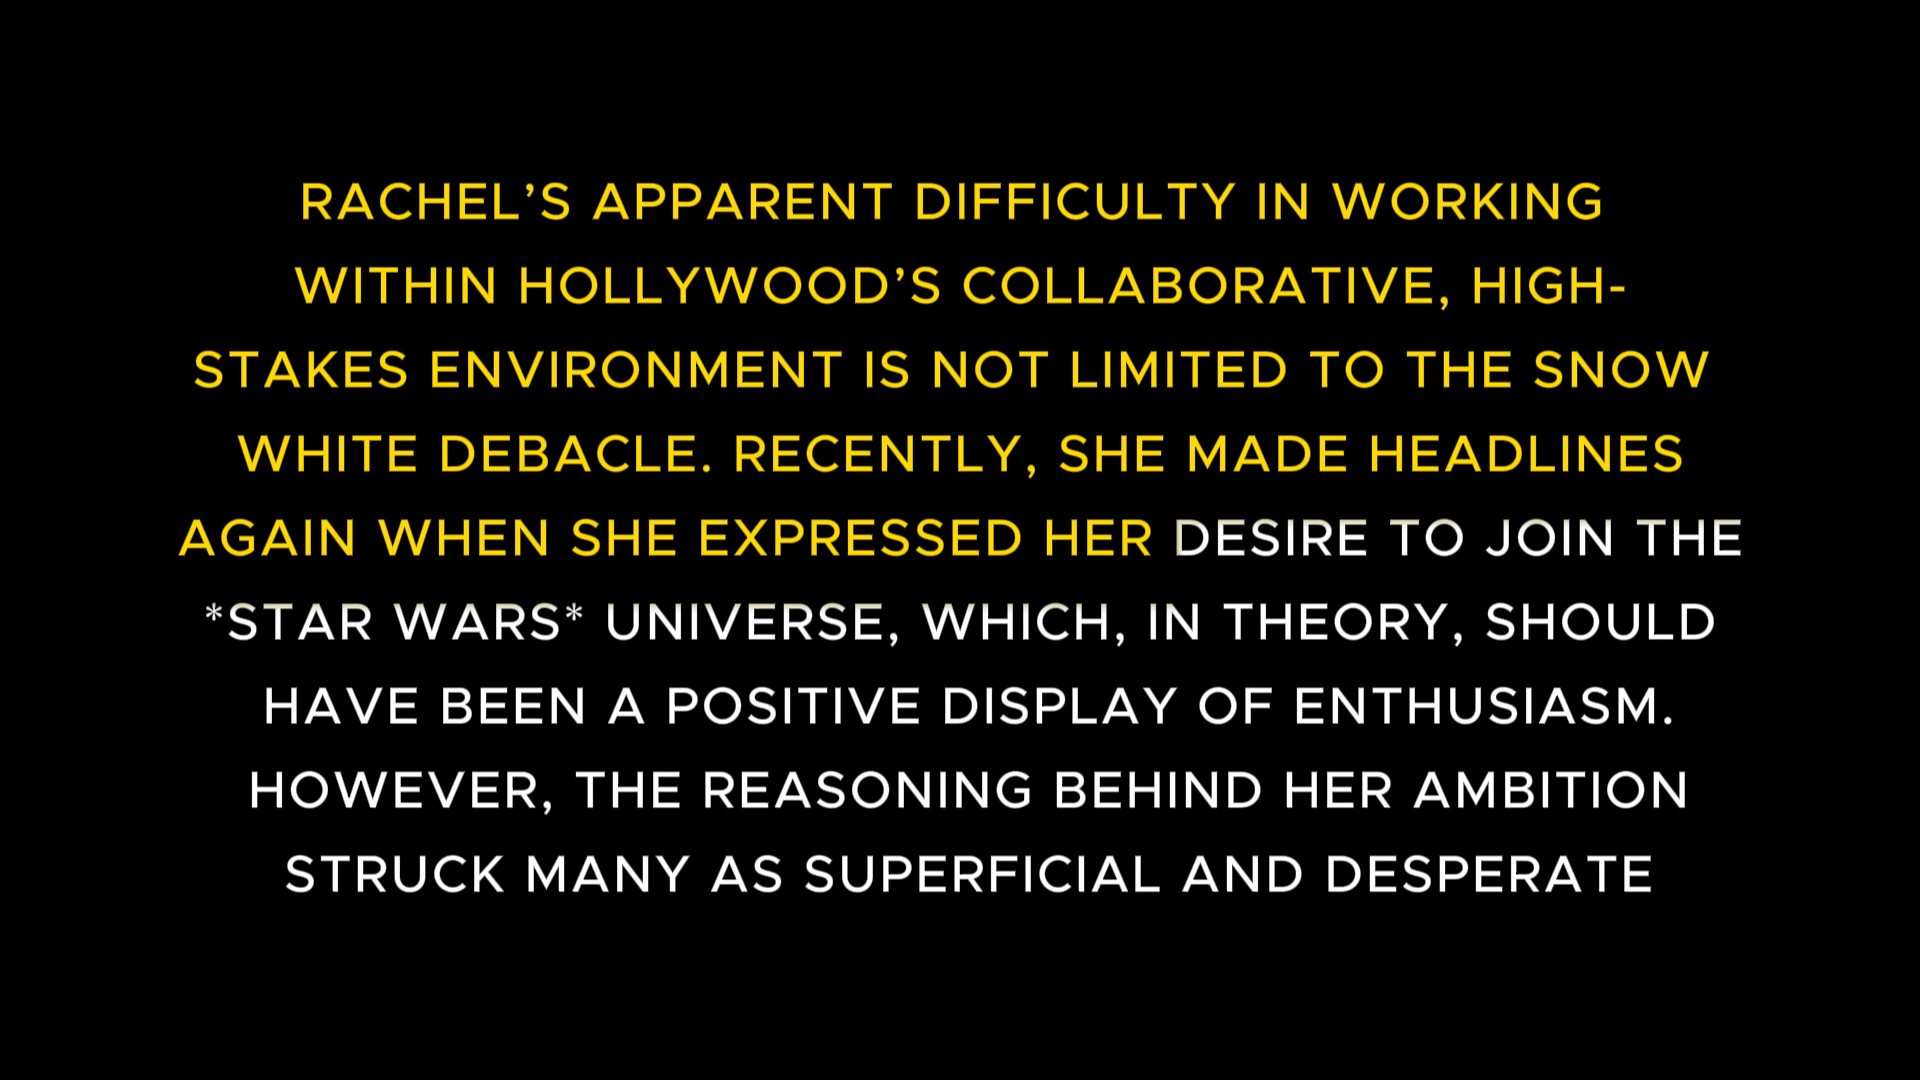 RACHEL’S APPARENT DIFFICULTY IN WORKING
WITHIN HOLLYWOOD’S COLLABORATIVE, HIGH-
STAKES ENVIRONMENT IS NOT LIMITED TO THE SNOW
WHITE DEBACLE. RECENTLY, SHE MADE HEADLINES
AGAIN WHEN SHE EXPRESSED HER DESIRE TO JOIN THE
*STAR WARS* UNIVERSE, WHICH, IN THEORY, SHOULD
HAVE BEEN A POSITIVE DISPLAY OF ENTHUSIASM.
HOWEVER, THE REASONING BEHIND HER AMBITION
STRUCK MANY AS SUPERFICIAL AND DESPERATE